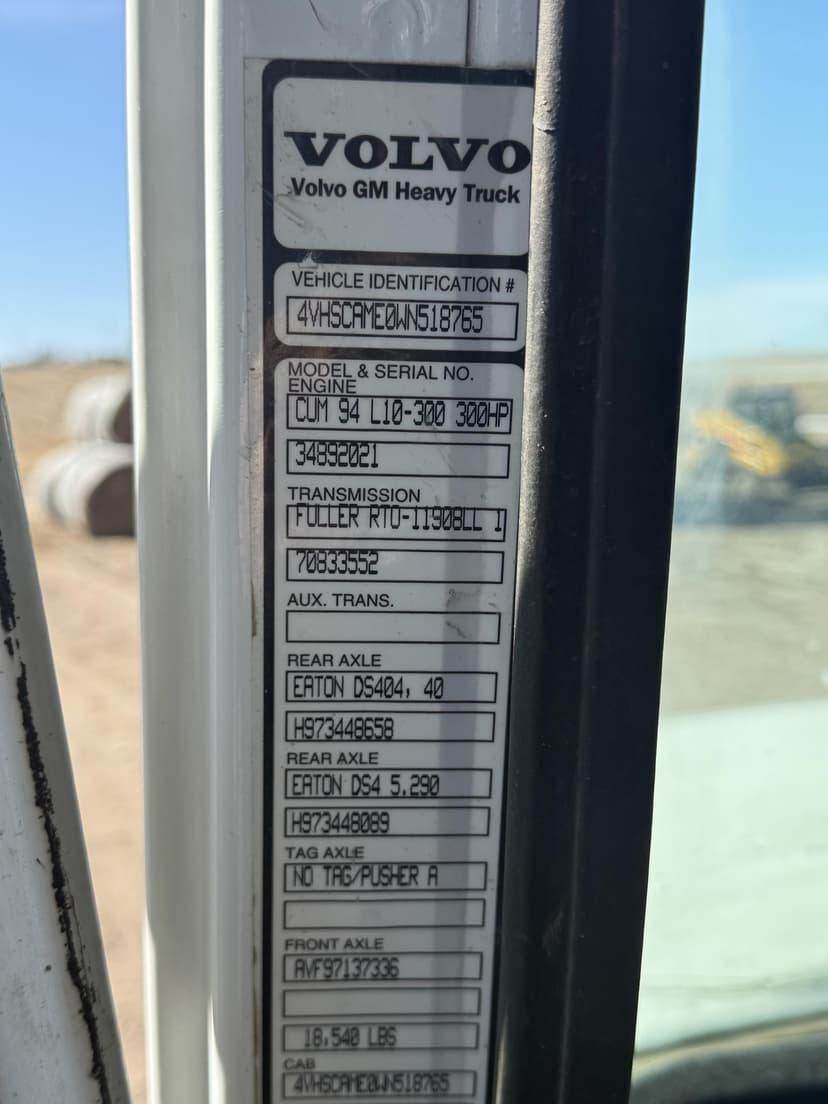 VOLVO
Volvo GM Heavy Truck
VEHICLE IDENTIFICATION #
4VHSCAME0WN518765
MODEL & SERIAL NO.
ENGINE
CUM 94 L10-300 300HP
34892021
TRANSMISSION
FULLER RTO-11908LL 1
70833552
AUX. TRANS.
REAR AXLE
EATON DS404, 40
H973448658
REAR AXLE
EATON DS4 5.290
H973448089
TAG AXLE
NO TAG/PUSHER A
FRONT AXLE
AVF97137336
18,540 LBS
CAB
4VHSCAME0WN518765